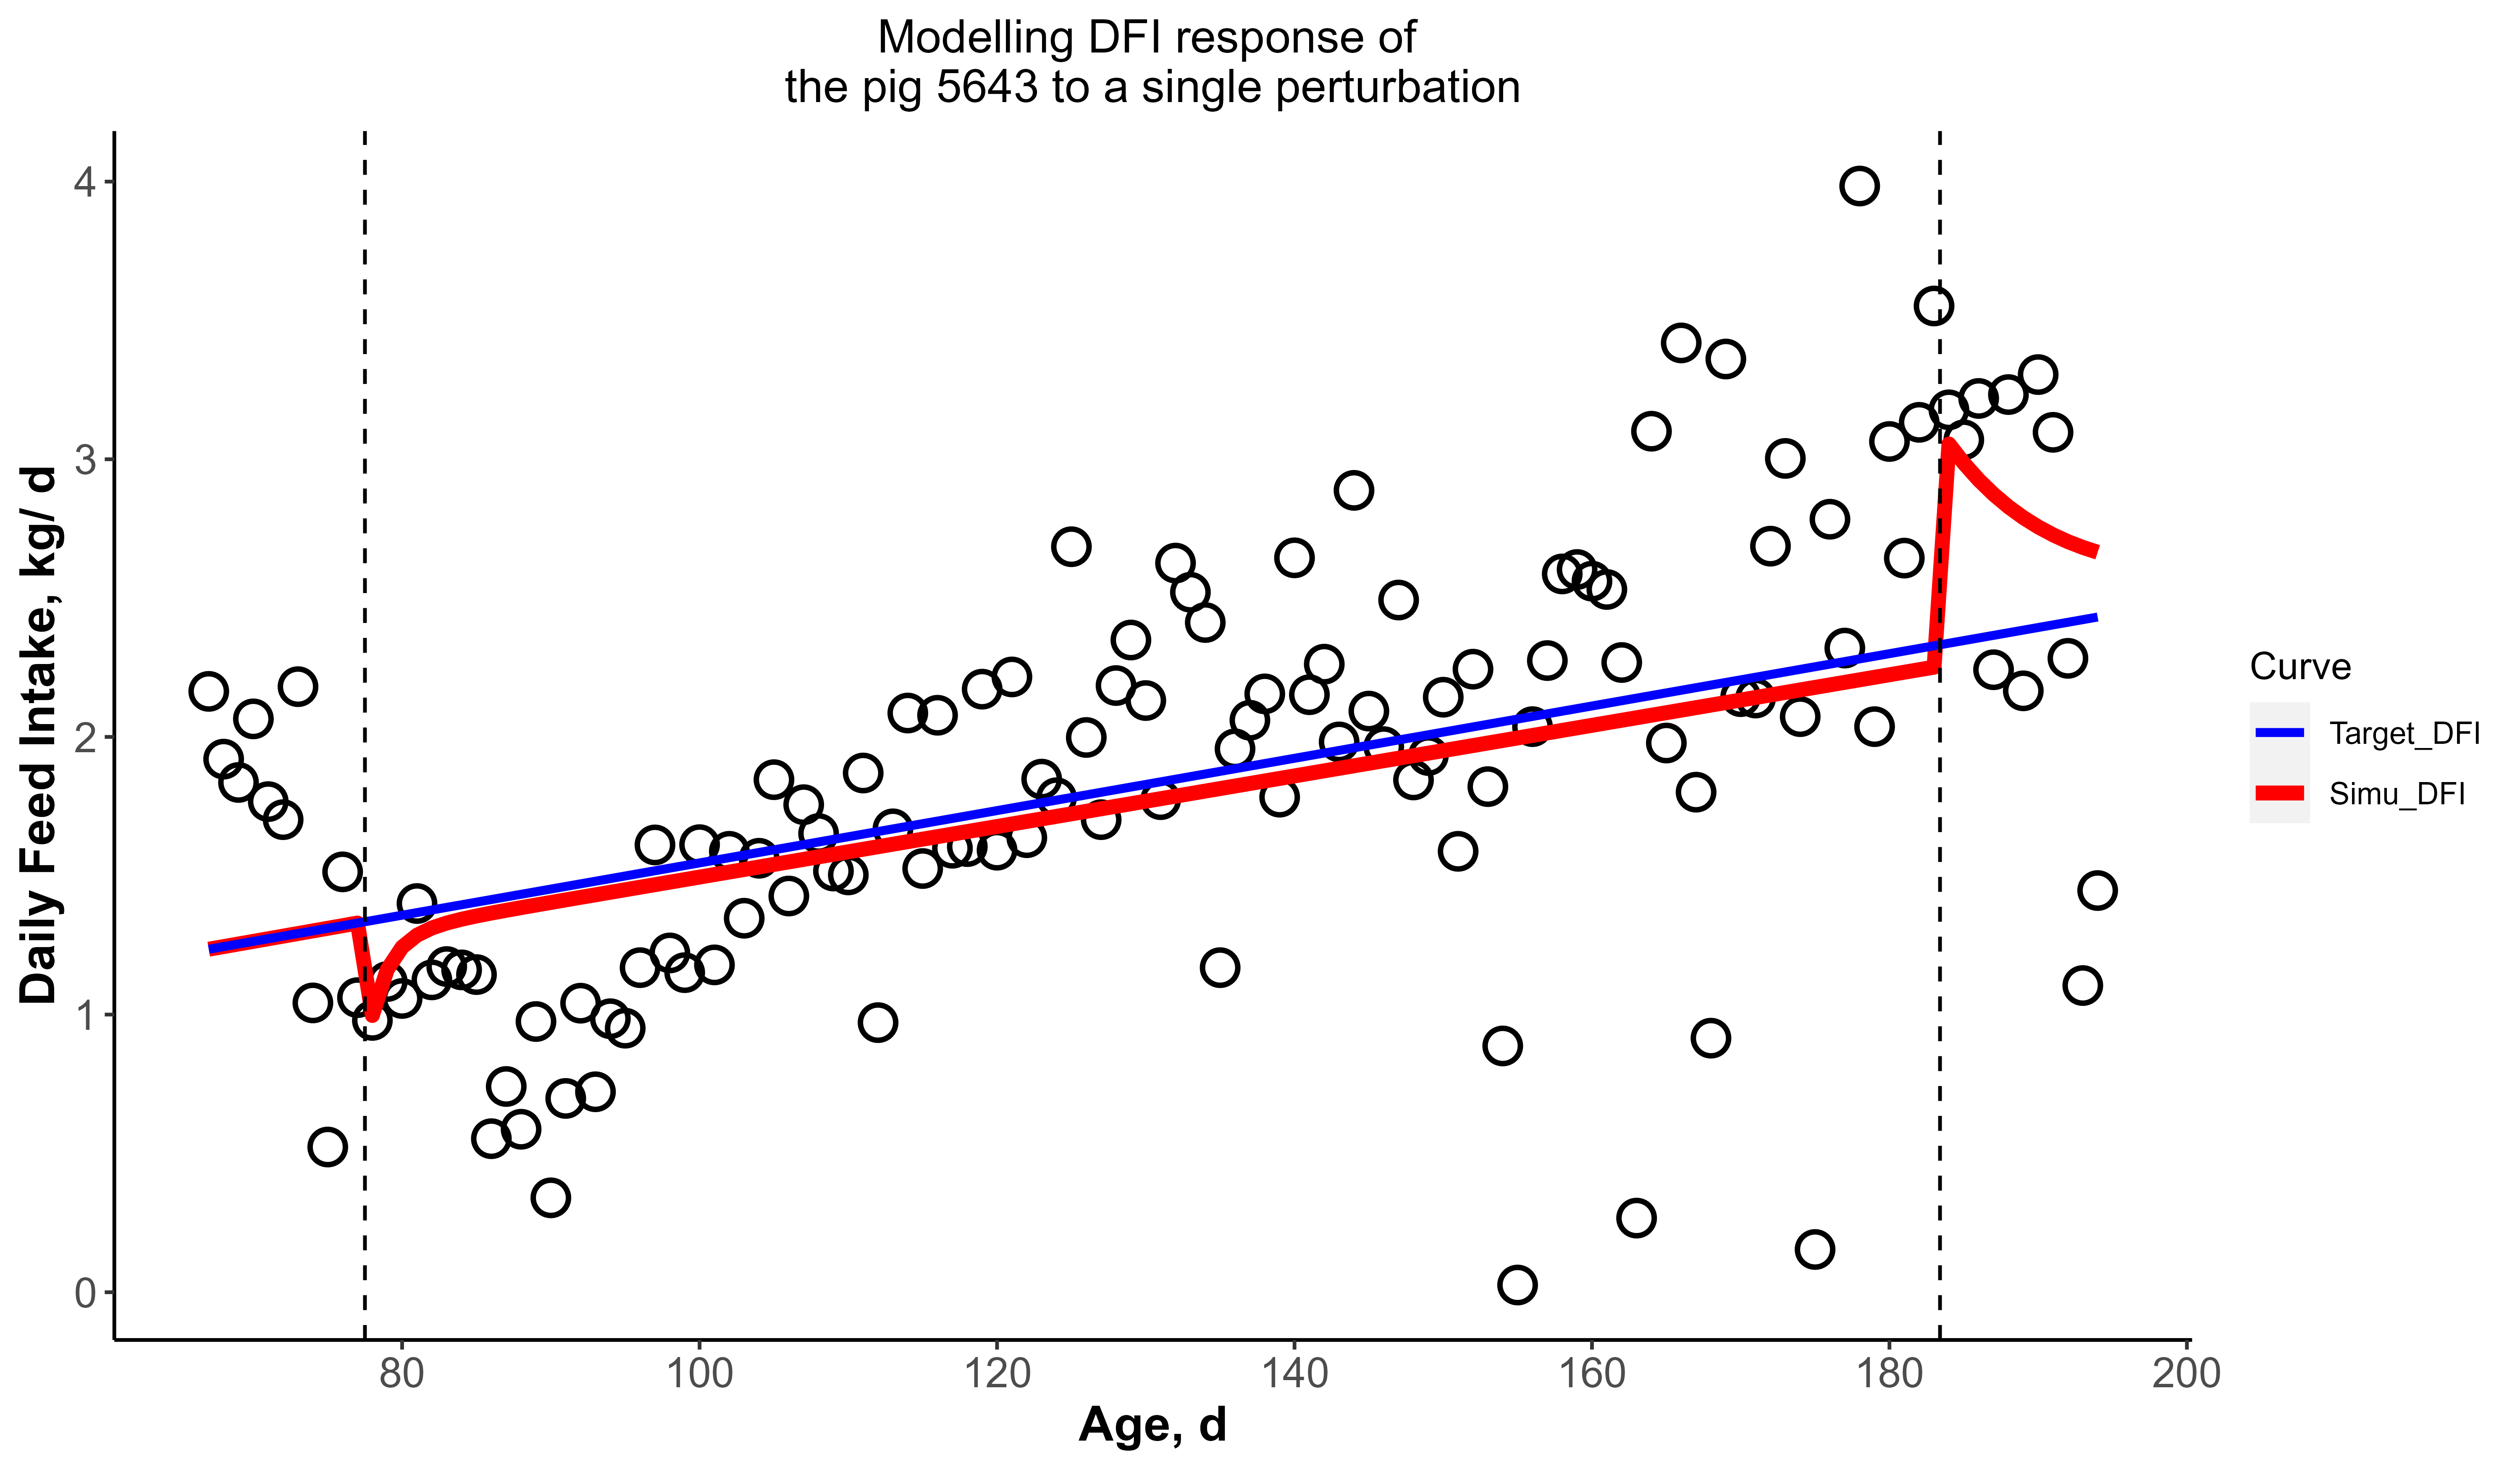 Modelling DFI response of
the pig 5643 to a single perturbation
Daily Feed Intake, kg/ d
4
3
2
1
0
80 100 120 140 160 180 200
Age, d
Curve
Target_DFI
Simu_DFI